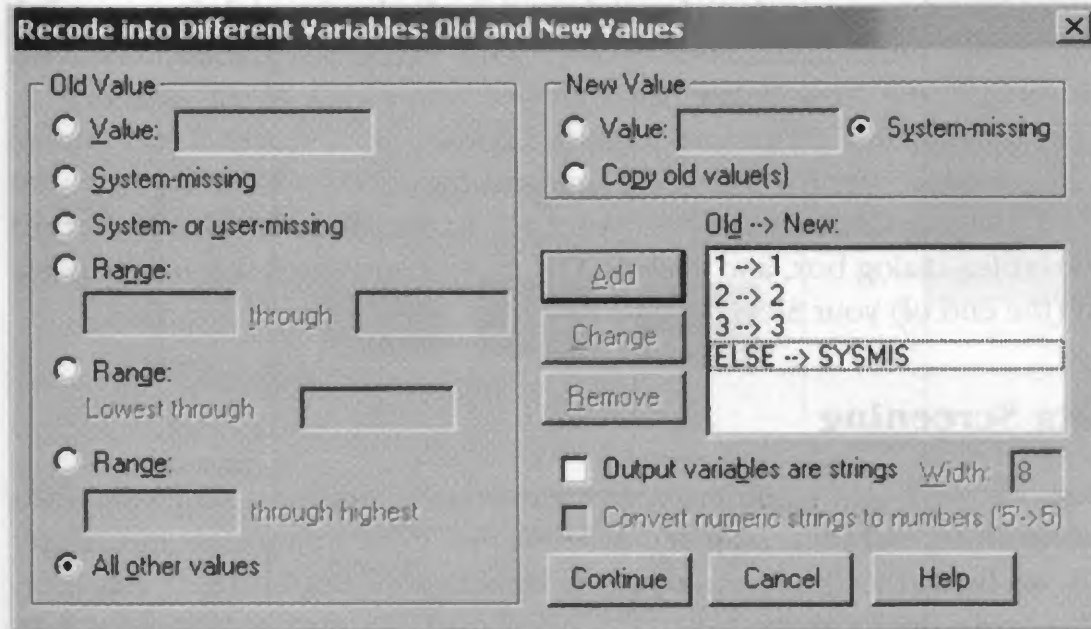 Recode into Different Variables: Old and New Values
Old Value
Value:
System-missing
System- or user-missing
Range:
through
Range:
Lowest through
Range:
through highest
All other values
New Value
Value:
System-missing
Copy old value(s)
Old --> New:
Add
Change
Remove
1 --> 1
2 --> 2
3 --> 3
ELSE --> SYSMIS
Output variables are strings Width: 8
Convert numeric strings to numbers ('5'->5)
Continue Cancel Help